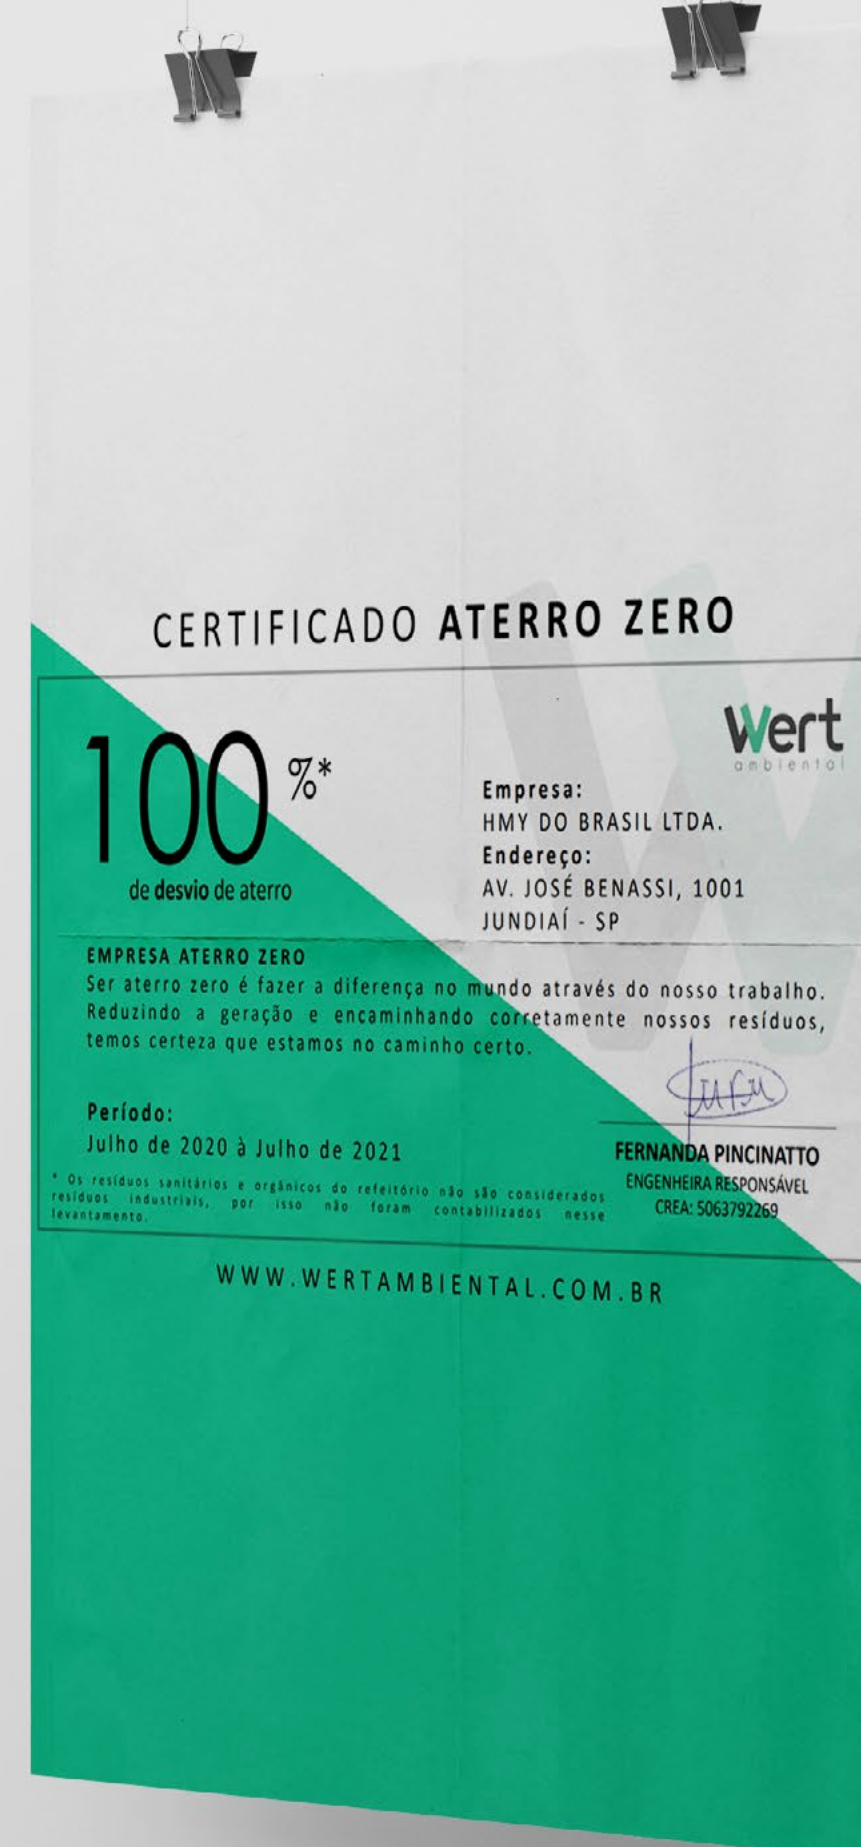 CERTIFICADO ATERRO ZERO
Wert
ambiental
100 %*
de desvio de aterro
Empresa:
HMY DO BRASIL LTDA.
Endereço:
AV. JOSÉ BENASSI, 1001
JUNDIAÍ - SP
EMPRESA ATERRO ZERO
Ser aterro zero é fazer a diferença no mundo através do nosso trabalho.
Reduzindo a geração e encaminhando corretamente nossos resíduos,
temos certeza que estamos no caminho certo.
Período:
Julho de 2020 à Julho de 2021
* Os resíduos sanitários e orgânicos do refeitório não são considerados
resíduos industriais, por isso não foram contabilizados nesse
levantamento.
FERNANDA PINCINATTO
ENGENHEIRA RESPONSÁVEL
CREA: 5063792269
WWW.WERTAMBIENTAL.COM.BR